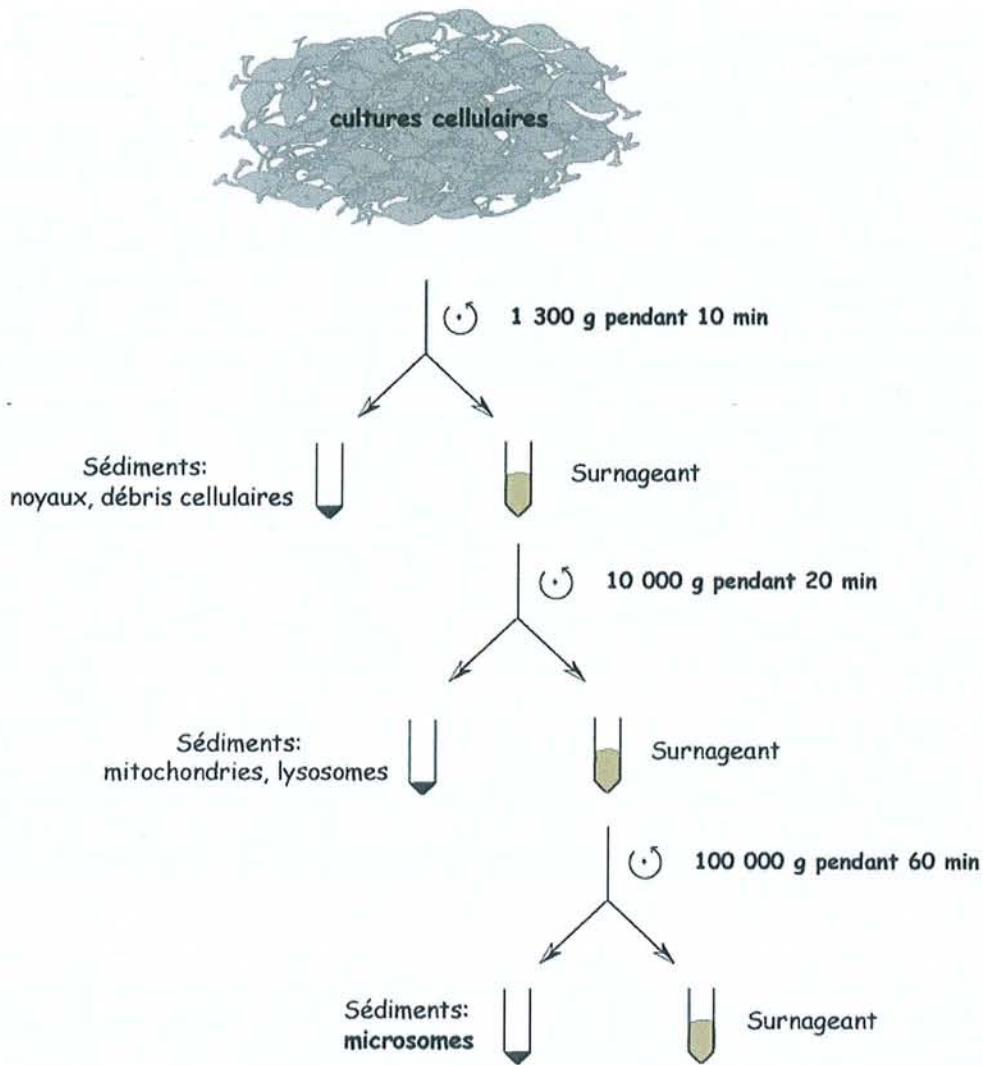 cultures cellulaires
1 300 g pendant 10 min
Sédiments:
noyaux, débris cellulaires
Surnageant
10 000 g pendant 20 min
Sédiments:
mitochondries, lysosomes
Surnageant
100 000 g pendant 60 min
Sédiments:
microsomes
Surnageant